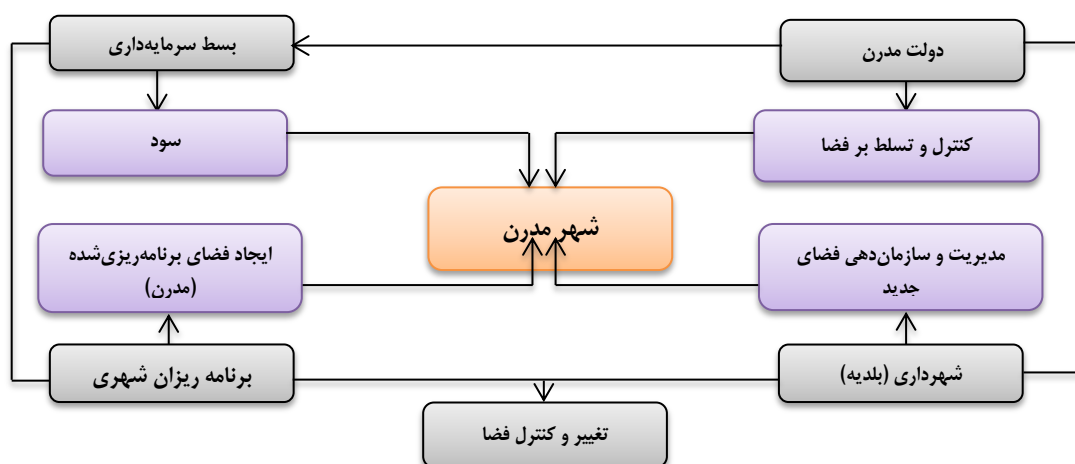 دولت مدرن
بسط سرمایه‌داری
کنترل و تسلط بر فضا
سود
شهر مدرن
مدیریت و سازمان‌دهی فضای
جدید
ایجاد فضای برنامه‌ریزی‌شده
(مدرن)
شهرداری (بلدیه)
برنامه ریزان شهری
تغییر و کنترل فضا